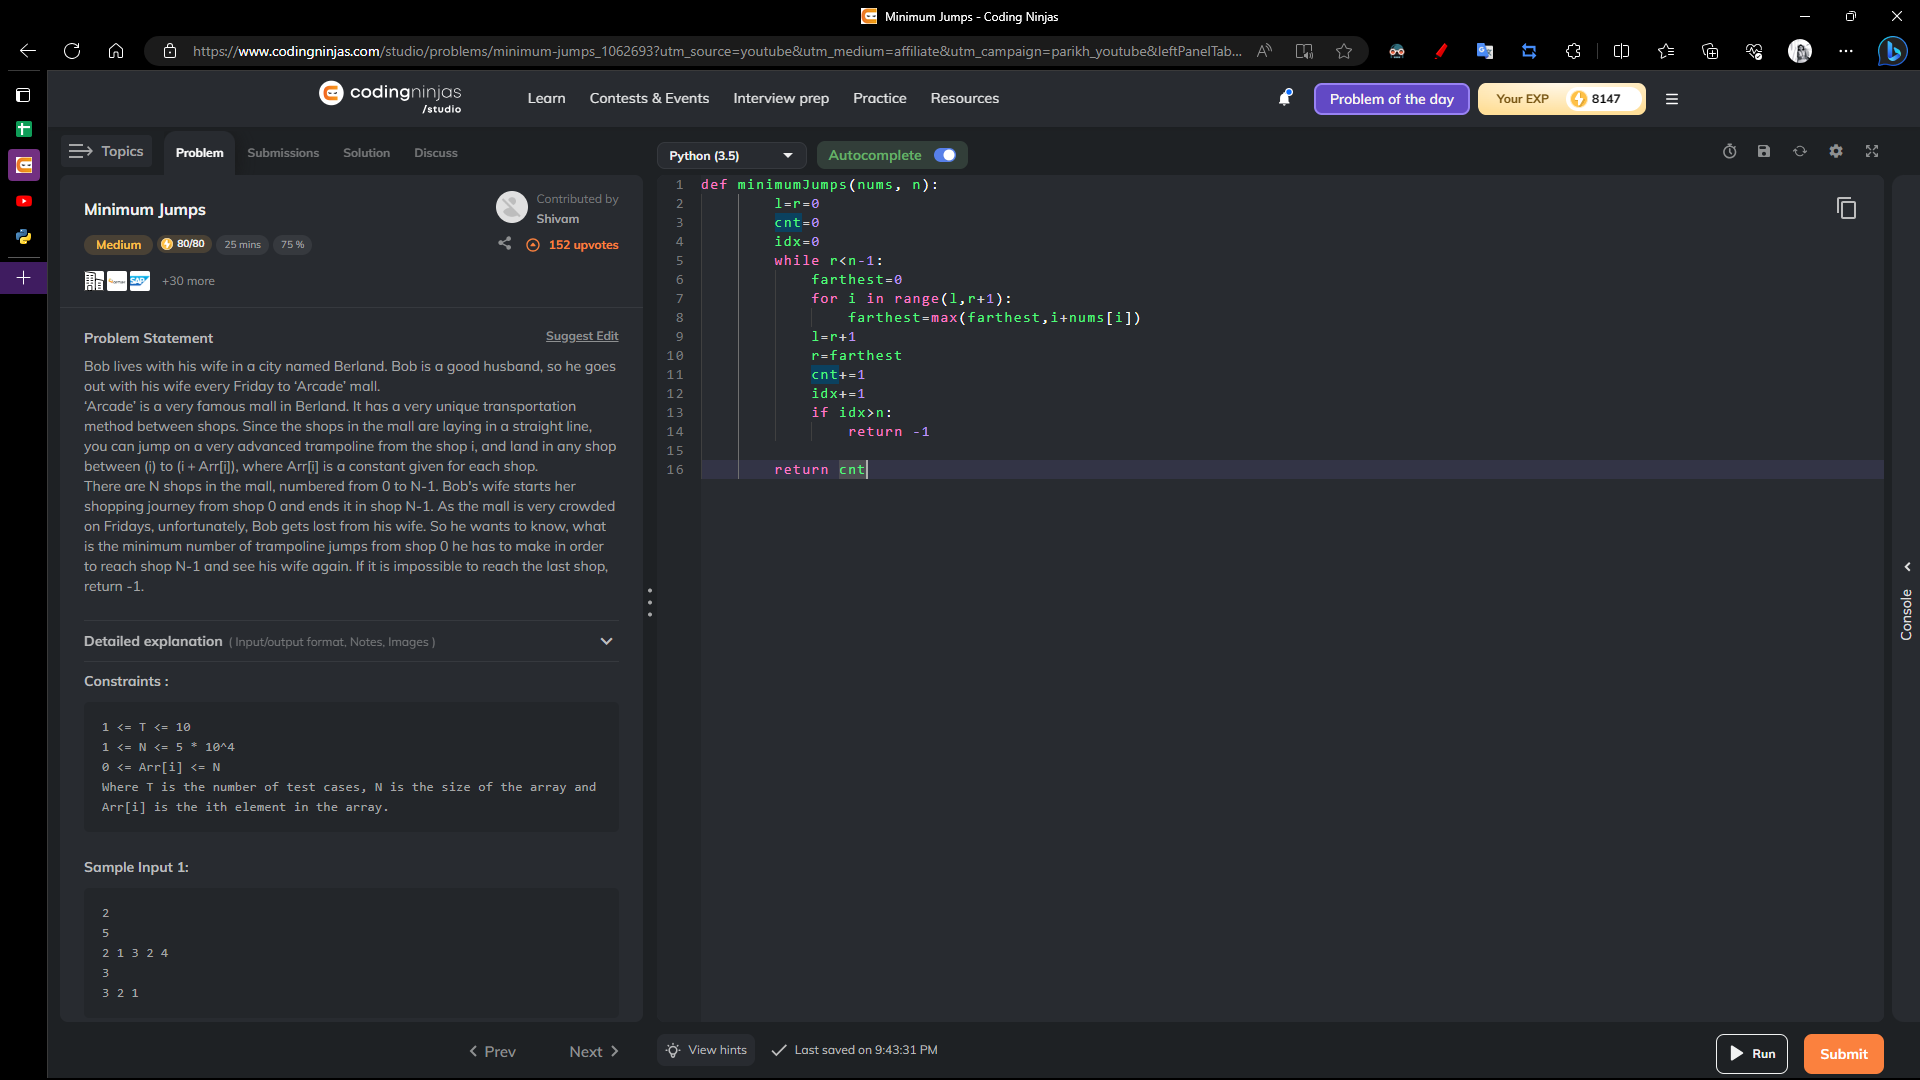 Minimum Jumps - Coding Ninjas
https://www.codingninjas.com/studio/problems/minimum-jumps_1062693?utm_source=youtube&utm_medium=affiliate&utm_campaign=parikh_youtube&leftPanelTab...
codingninjas
/studio
Learn
Contests & Events
Interview prep
Practice
Resources
Problem of the day
Your EXP
8147
Topics
Problem
Submissions
Solution
Discuss
Minimum Jumps
Contributed by
Shivam
Medium
80/80
25 mins
75 %
152 upvotes
SAP
+30 more
Problem Statement
Suggest Edit
Bob lives with his wife in a city named Berland. Bob is a good husband, so he goes
out with his wife every Friday to ‘Arcade’ mall.
‘Arcade’ is a very famous mall in Berland. It has a very unique transportation
method between shops. Since the shops in the mall are laying in a straight line,
you can jump on a very advanced trampoline from the shop i, and land in any shop
between (i) to (i + Arr[i]), where Arr[i] is a constant given for each shop.
There are N shops in the mall, numbered from 0 to N-1. Bob's wife starts her
shopping journey from shop 0 and ends it in shop N-1. As the mall is very crowded
on Fridays, unfortunately, Bob gets lost from his wife. So he wants to know, what
is the minimum number of trampoline jumps from shop 0 he has to make in order
to reach shop N-1 and see his wife again. If it is impossible to reach the last shop,
return -1.
Detailed explanation ( Input/output format, Notes, Images )
Constraints :
1 <= T <= 10
1 <= N <= 5 * 10^4
0 <= Arr[i] <= N
Where T is the number of test cases, N is the size of the array and
Arr[i] is the ith element in the array.
Sample Input 1:
2
5
2 1 3 2 4
3
3 2 1
Prev
Next
Python (3.5)
Autocomplete
1 def minimumJumps(nums, n):
2 l=r=0
3 cnt=0
4 idx=0
5 while r<n-1:
6 farthest=0
7 for i in range(l,r+1):
8 farthest=max(farthest,i+nums[i])
9 l=r+1
10 r=farthest
11 cnt+=1
12 idx+=1
13 if idx>n:
14 return -1
15
16 return cnt
Console
View hints
Last saved on 9:43:31 PM
Run
Submit